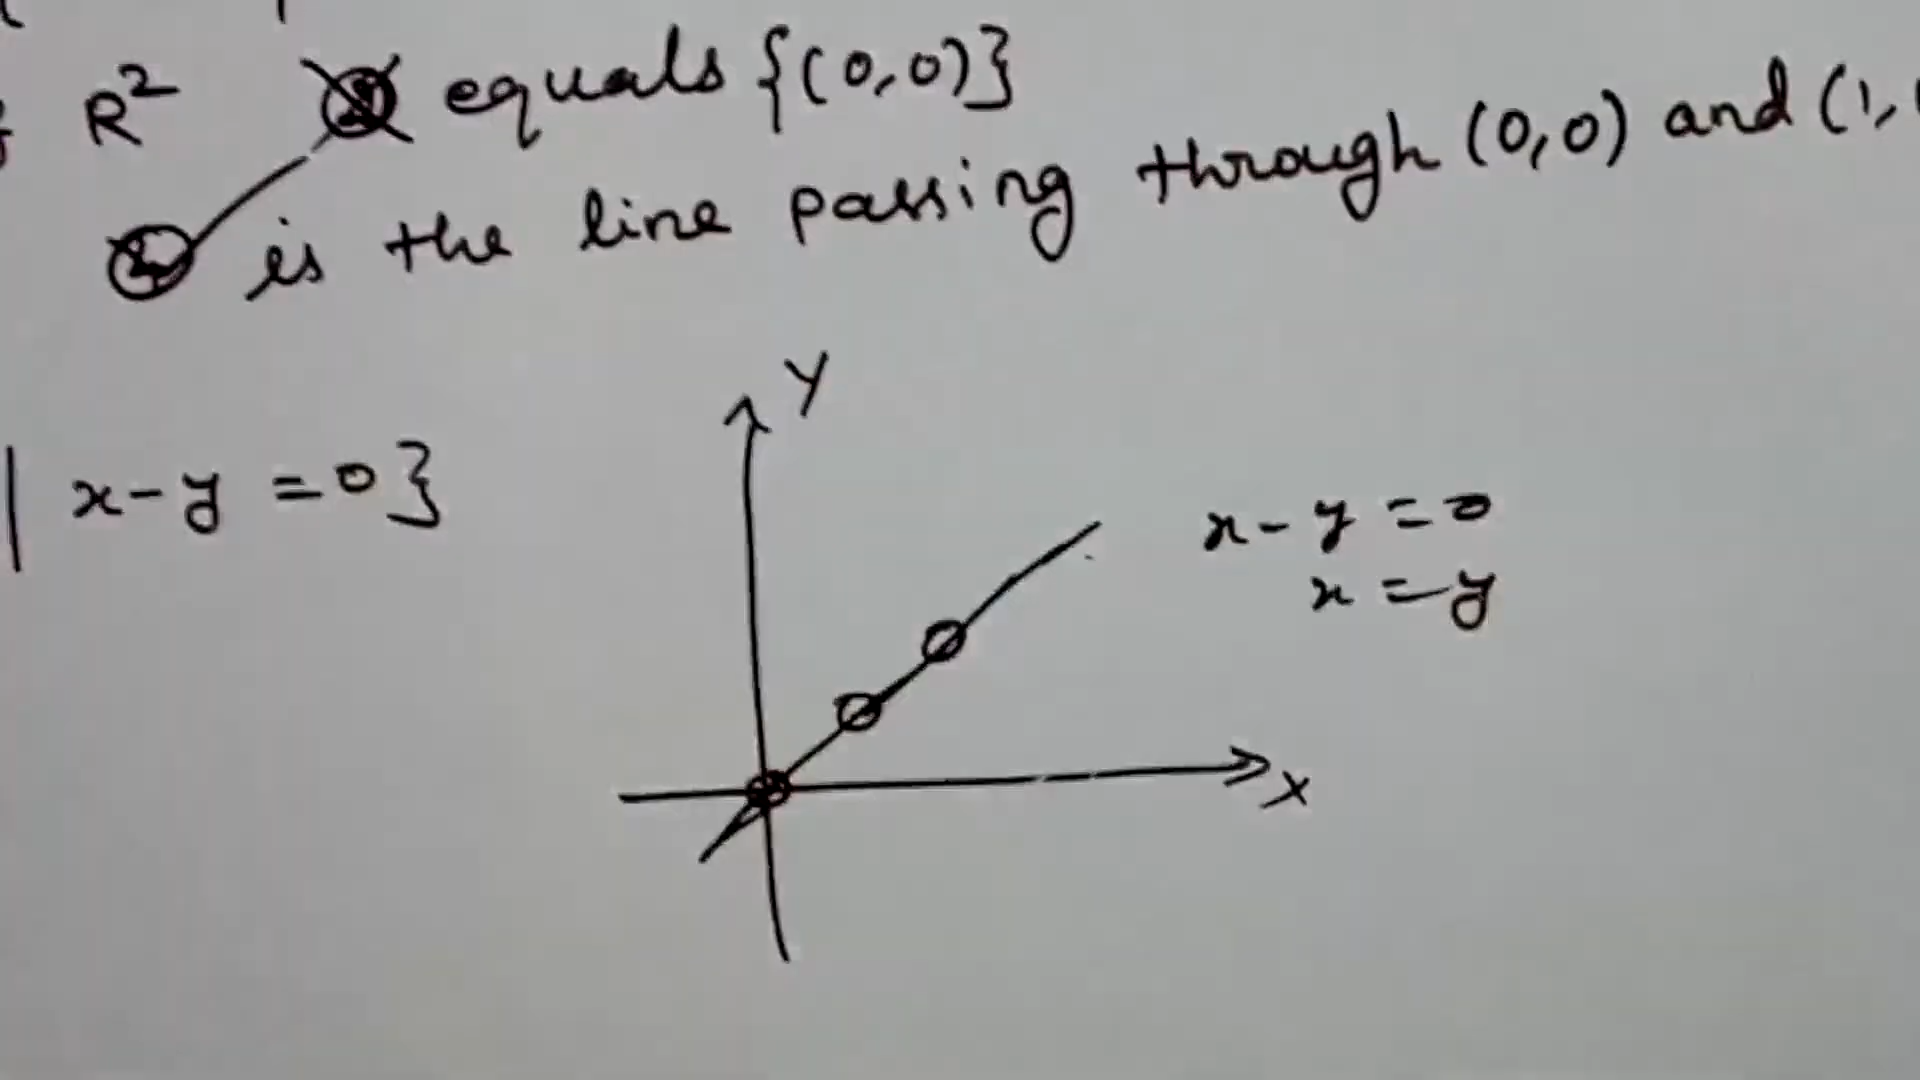 R² equals {(0,0)}
is the line passing through (0,0) and (1,
| x-y =0}
Y
x-y=0
x=y
X